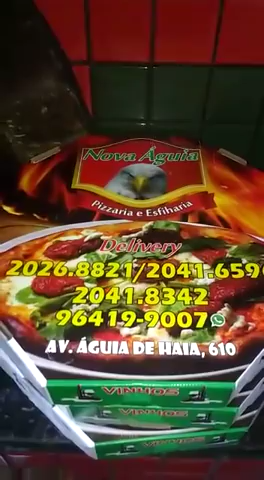 Nova Águia
Pizzaria e Esfiharia
Delivery
2026.8821/2041-659
2041.8342
96419-9007
AV. ÁGUIA DE HAIA, 610
VINHOS
VINHOS
VINHOS